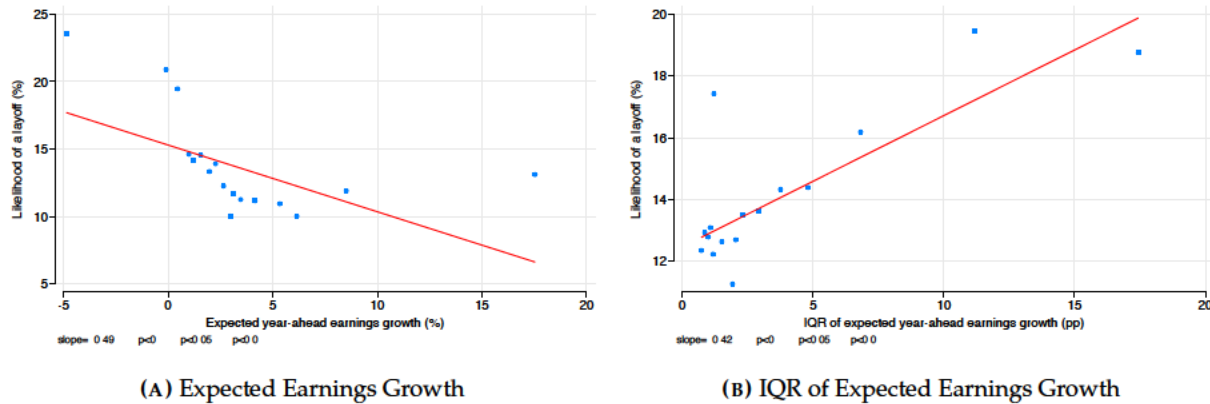 25
20
15
10
5
Likelihood of a layoff (%)
-5 0 5 10 15 20
Expected year-ahead earnings growth (%)
slope= 0 49 p<0 p<0 05 p<0 0
(A) Expected Earnings Growth
20
18
16
14
12
Likelihood of a layoff (%)
0 5 10 15 20
IQR of expected year-ahead earnings growth (pp)
slope= 0 42 p<0 p<0 05 p<0 0
(B) IQR of Expected Earnings Growth